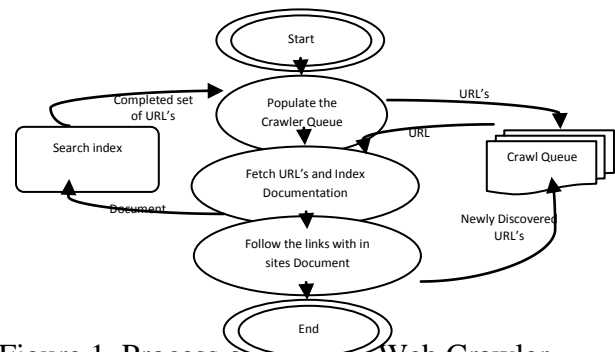 Start
Completed set
of URL's
Populate the
Crawler Queue
URL's
URL
Search index
Crawl Queue
Fetch URL's and Index
Documentation
Document
Newly Discovered
URL's
Follow the links with in
sites Document
End
Figure 1. Process Web Crawler